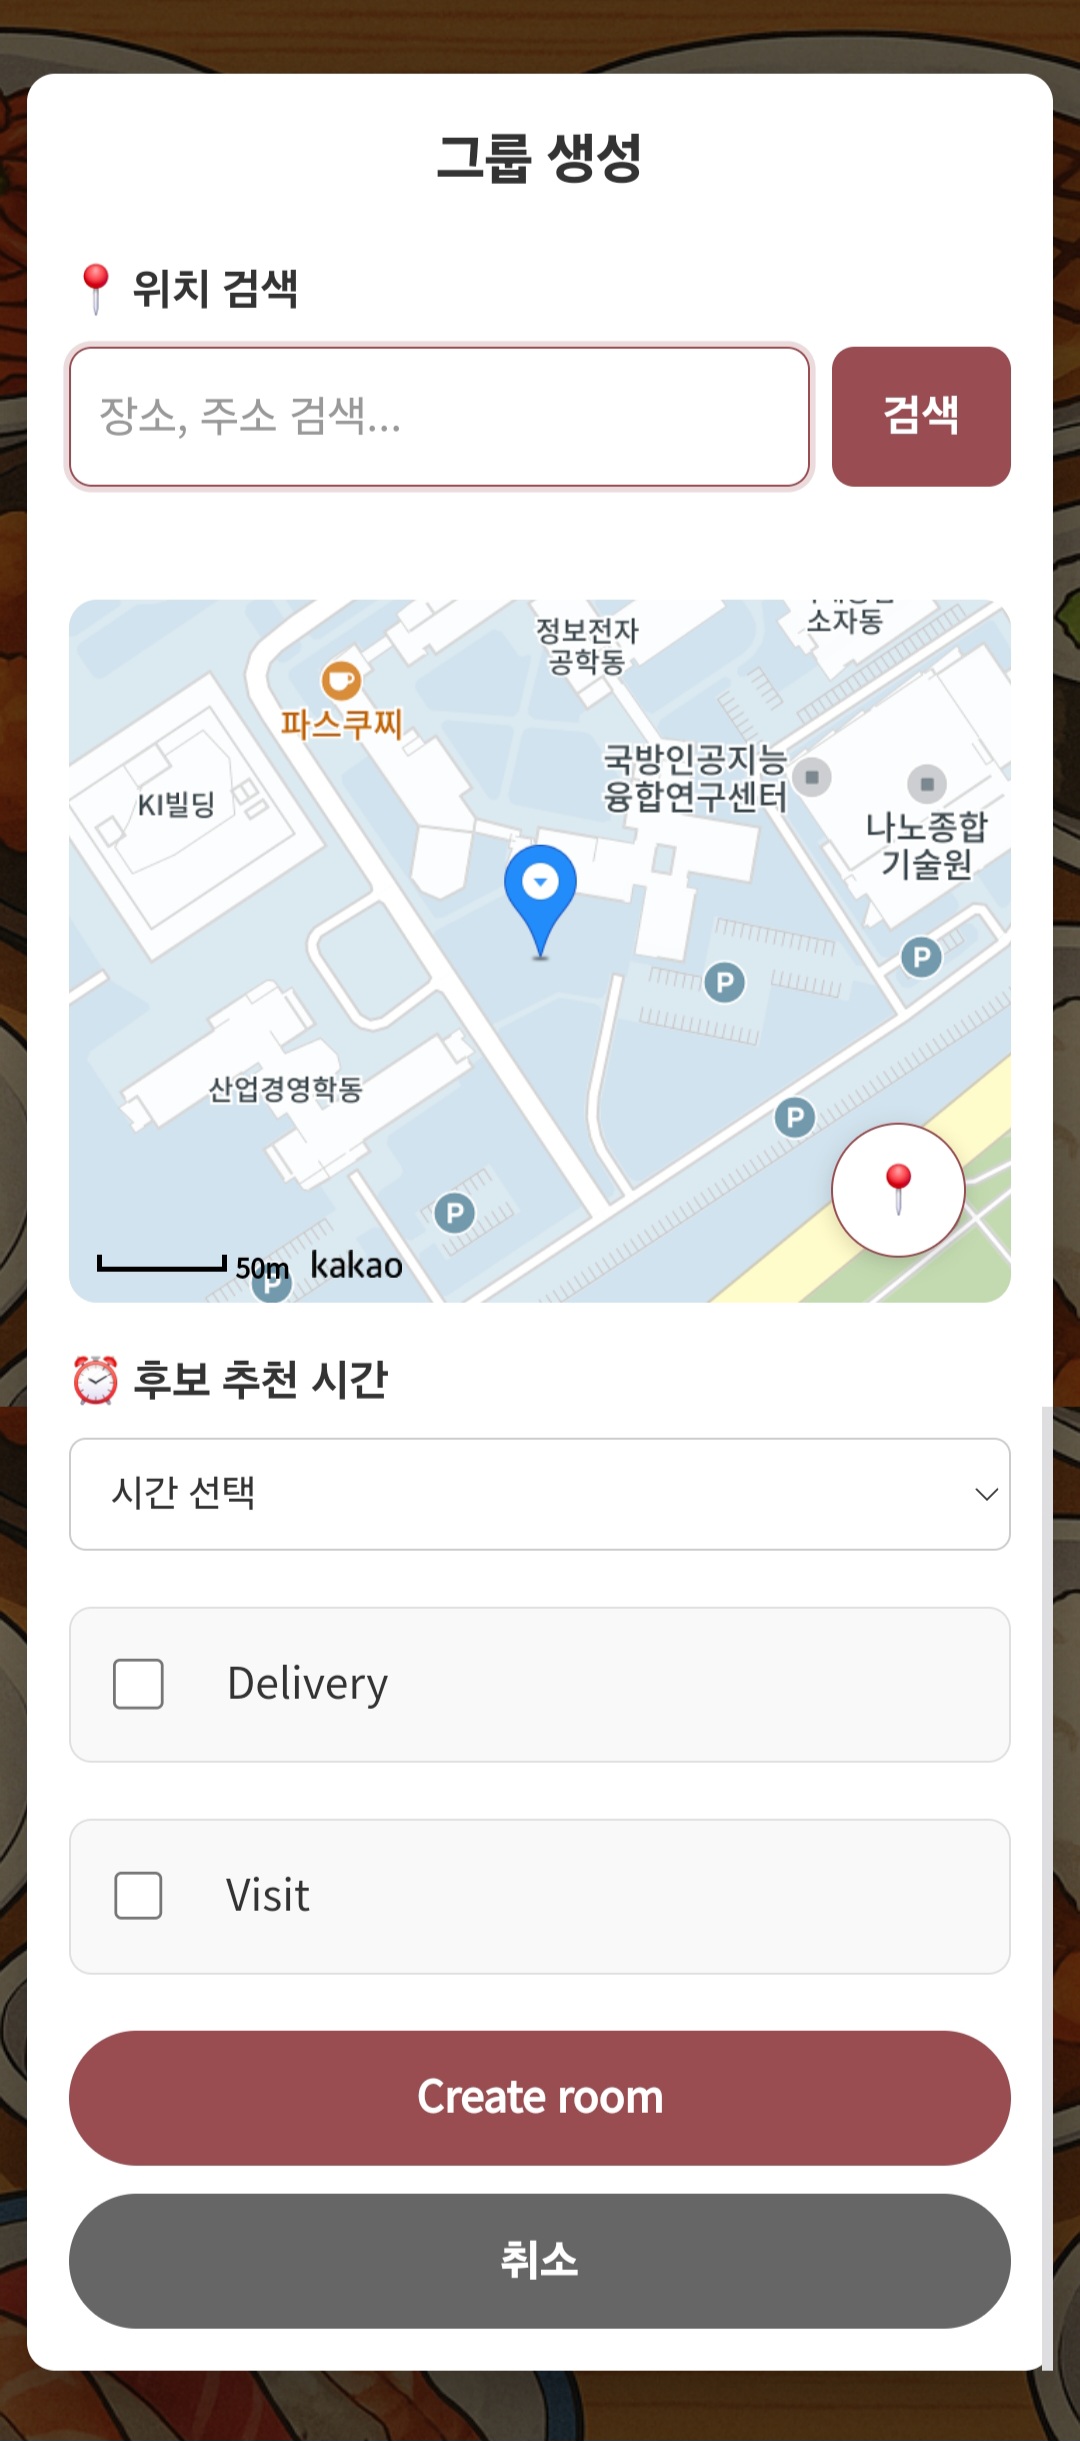 그룹 생성
위치 검색
장소, 주소 검색...
검색
정보전자
공학동
소자동
파스쿠찌
국방인공지능
융합연구센터
KI빌딩
나노종합
기술원
P
P
산업경영학동
P
P
50m kakao
P
후보 추천 시간
시간 선택
Delivery
Visit
Create room
취소